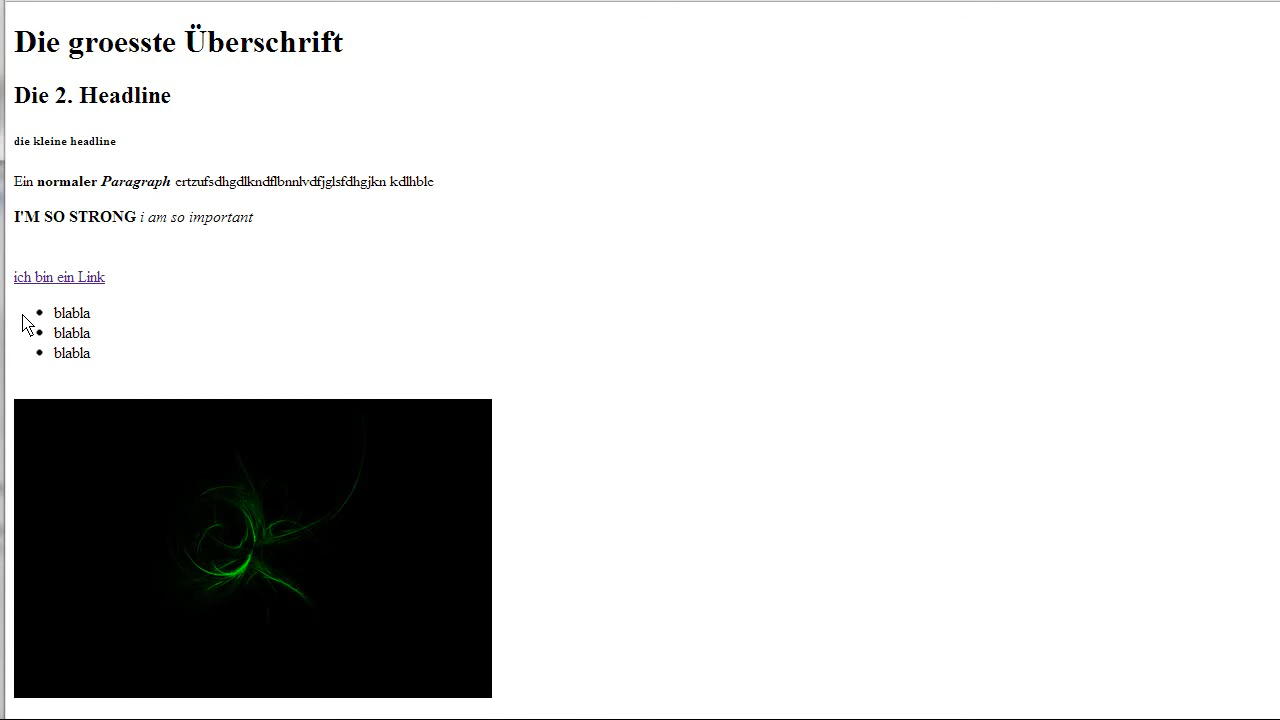 Die groesste Überschrift
Die 2. Headline
die kleine headline
Ein normaler Paragraph ertzufsdhgdlkndflbnnlvdfjglsfdhgjkn kdlhble
I'M SO STRONG i am so important
ich bin ein Link
blabla
blabla
blabla